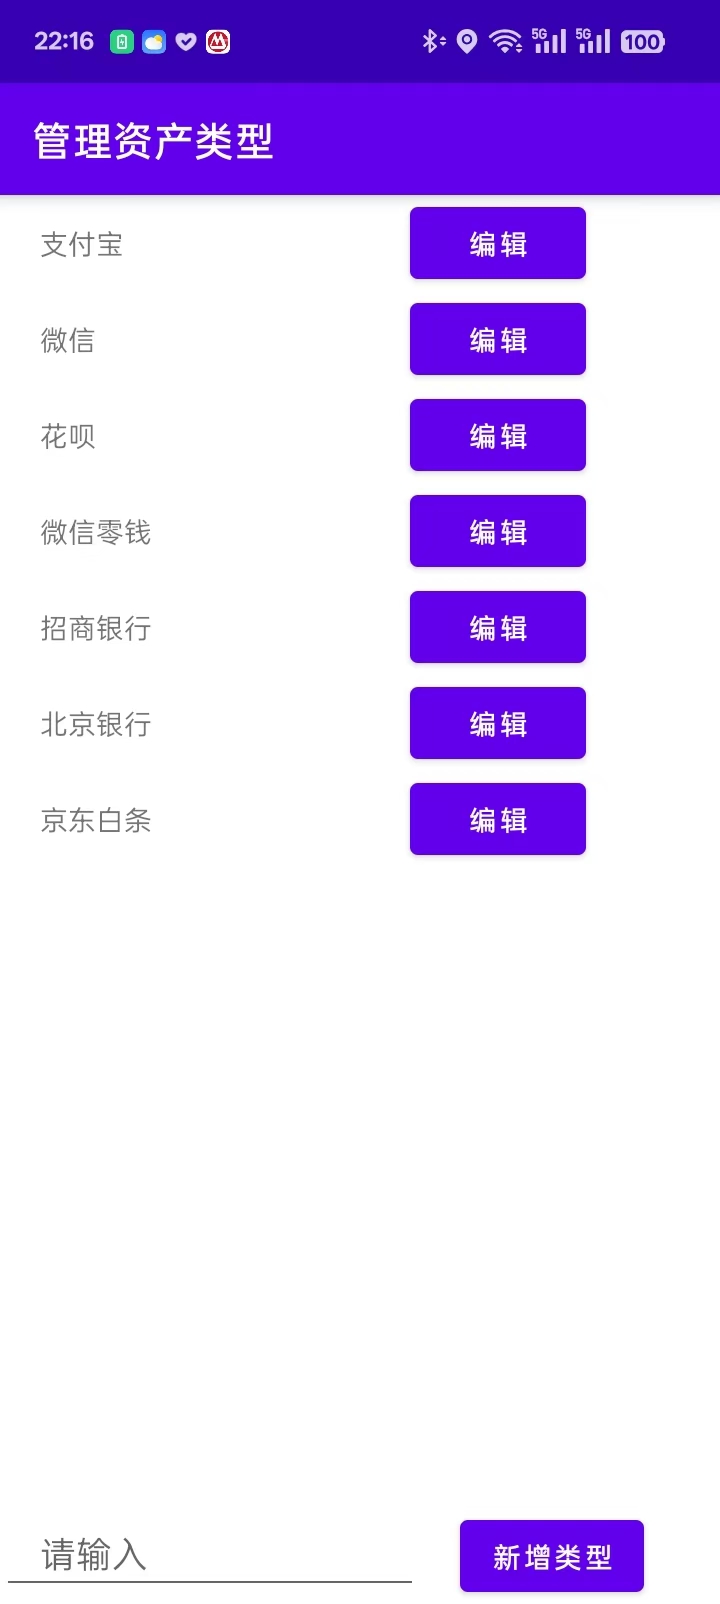 22:16 5G 5G 100
管理资产类型
支付宝 编辑
微信 编辑
花呗 编辑
微信零钱 编辑
招商银行 编辑
北京银行 编辑
京东白条 编辑
请输入 新增类型